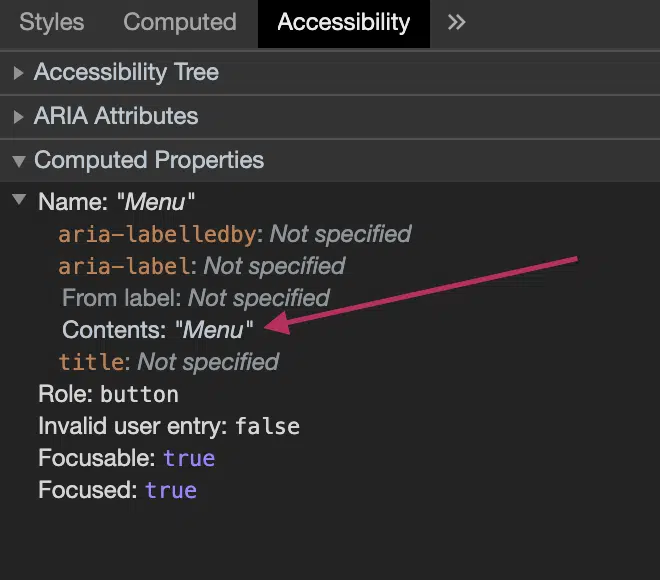 Styles Computed Accessibility »
Accessibility Tree
ARIA Attributes
Computed Properties
Name: "Menu"
aria-labelledby: Not specified
aria-label: Not specified
From label: Not specified
Contents: "Menu"
title: Not specified
Role: button
Invalid user entry: false
Focusable: true
Focused: true